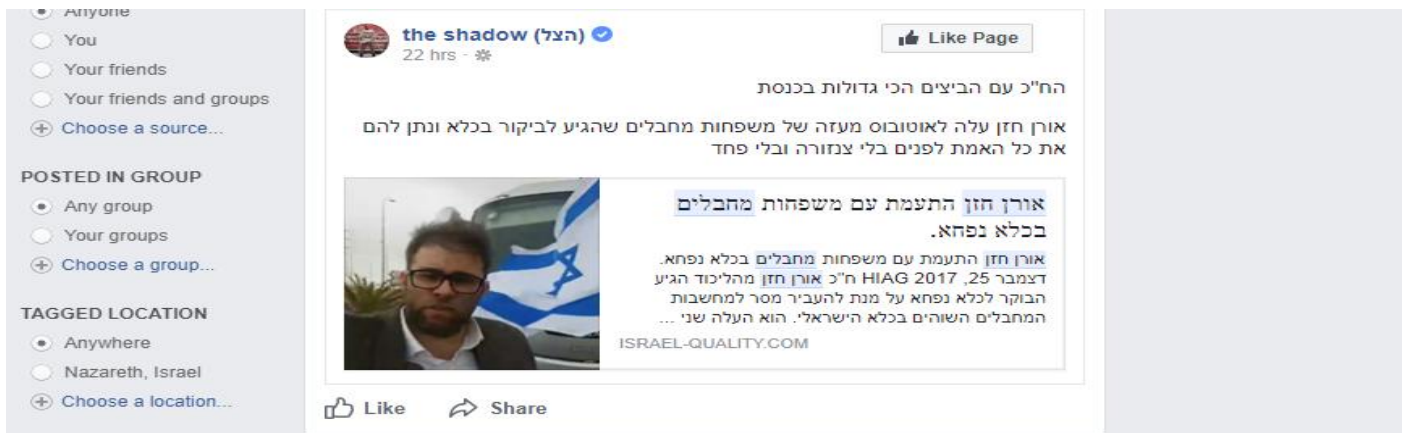 Anyone
You
Your friends
Your friends and groups
Choose a source...
POSTED IN GROUP
Any group
Your groups
Choose a group...
TAGGED LOCATION
Anywhere
Nazareth, Israel
Choose a location...
the shadow (הצל)
22 hrs ·
Like Page
הח"כ עם הביצים הכי גדולות בכנסת
אורן חזן עלה לאוטובוס מעזה של משפחות מחבלים שהגיע לביקור בכלא ונתן להם
את כל האמת לפנים בלי צנזורה ובלי פחד
אורן חזן התעמת עם משפחות מחבלים
בכלא נפחא.
אורן חזן התעמת עם משפחות מחבלים בכלא נפחא.
דצמבר 25, 2017 HIAG ח"כ אורן חזן מהליכוד הגיע
הבוקר לכלא נפחא על מנת להעביר מסר למחשבות
המחבלים השוהים בכלא הישראלי. הוא העלה שני ...
ISRAEL-QUALITY.COM
Like
Share